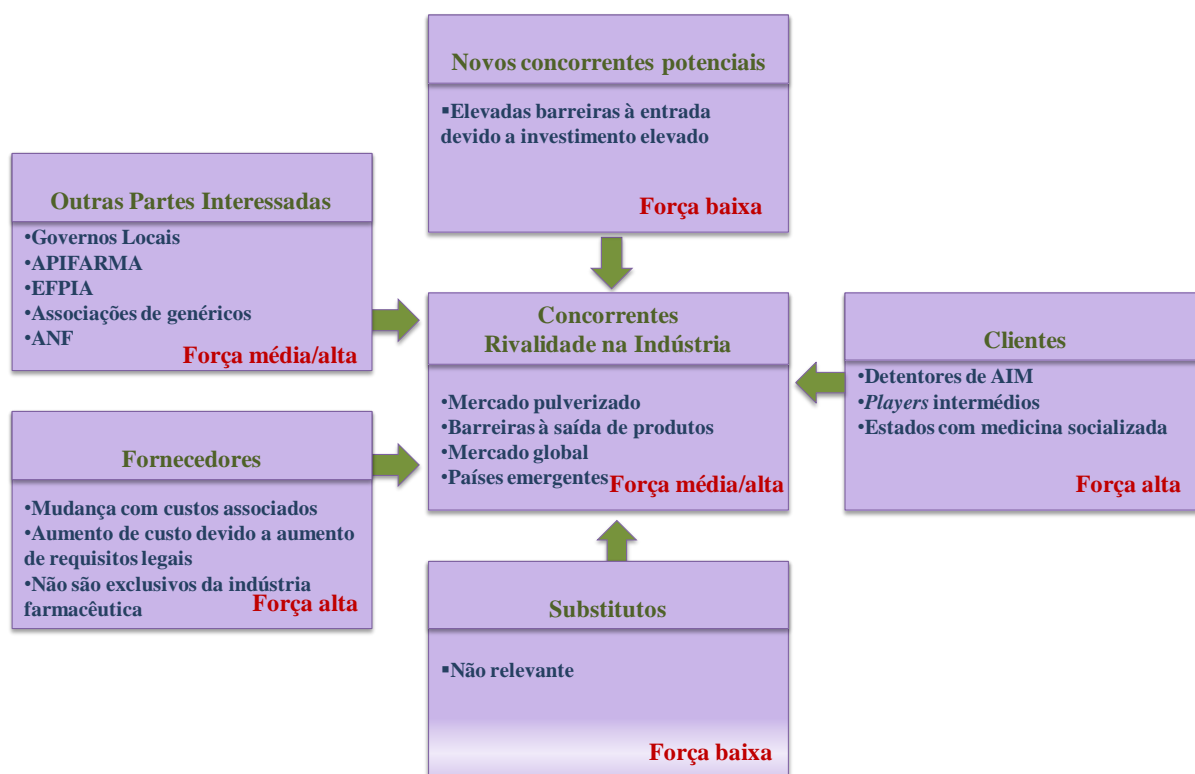 Novos concorrentes potenciais
▪Elevadas barreiras à entrada
devido a investimento elevado
Força baixa
Outras Partes Interessadas
•Governos Locais
•APIFARMA
•EFPIA
•Associações de genéricos
•ANF
Força média/alta
Concorrentes
Rivalidade na Indústria
•Mercado pulverizado
•Barreiras à saída de produtos
•Mercado global
•Países emergentes
Força média/alta
Clientes
•Detentores de AIM
•Players intermédios
•Estados com medicina socializada
Força alta
Fornecedores
•Mudança com custos associados
•Aumento de custo devido a aumento
de requisitos legais
•Não são exclusivos da indústria
farmacêutica
Força alta
Substitutos
▪Não relevante
Força baixa